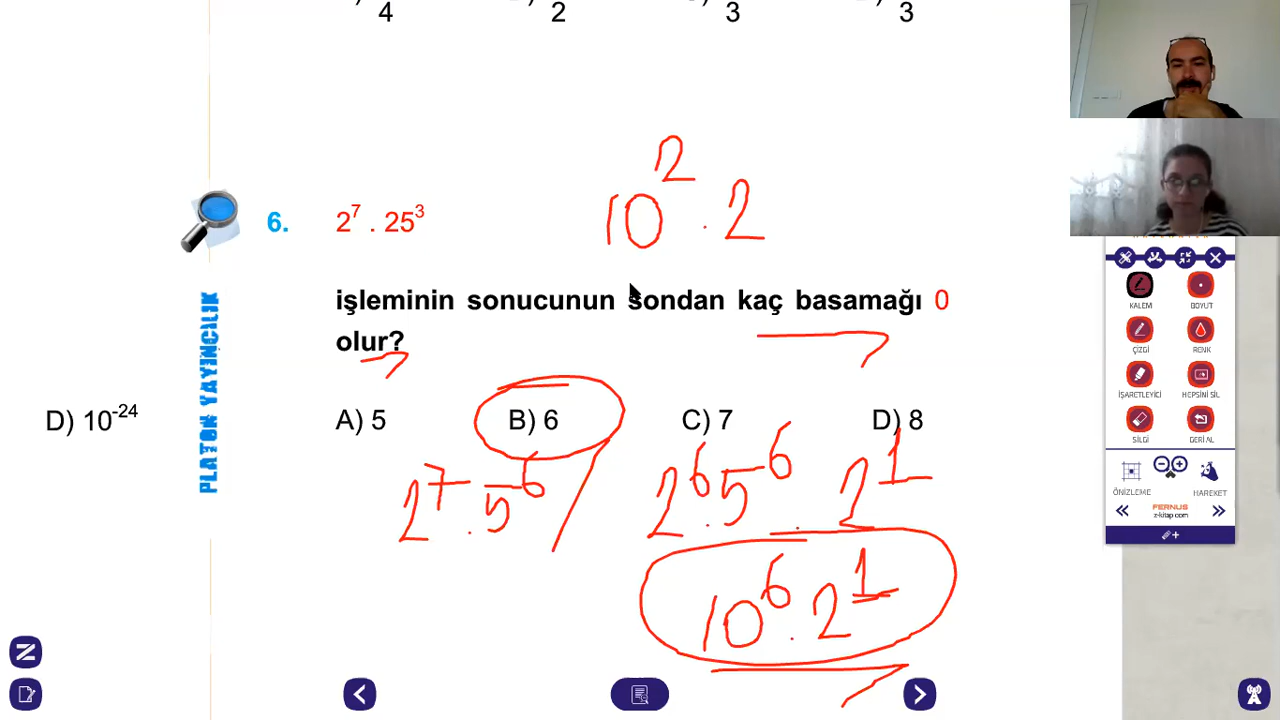 4
2
3
3
10² . 2
6. 2⁷ . 25³
işleminin sonucunun sondan kaç basamağı 0
olur?
PLATON YAYINCILIK
D) 10⁻²⁴
A) 5 B) 6 C) 7 D) 8
2⁷ . 5⁶
2⁶ . 5⁶ . 2¹
10⁶ . 2¹
KALEM
BOYUT
ÇİZGİ
RENK
İŞARETLEYİCİ
HEPSİNİ SİL
SİLGİ
GERİ AL
ÖNİZLEME
HAREKET
FERNUS
z-kitap.com